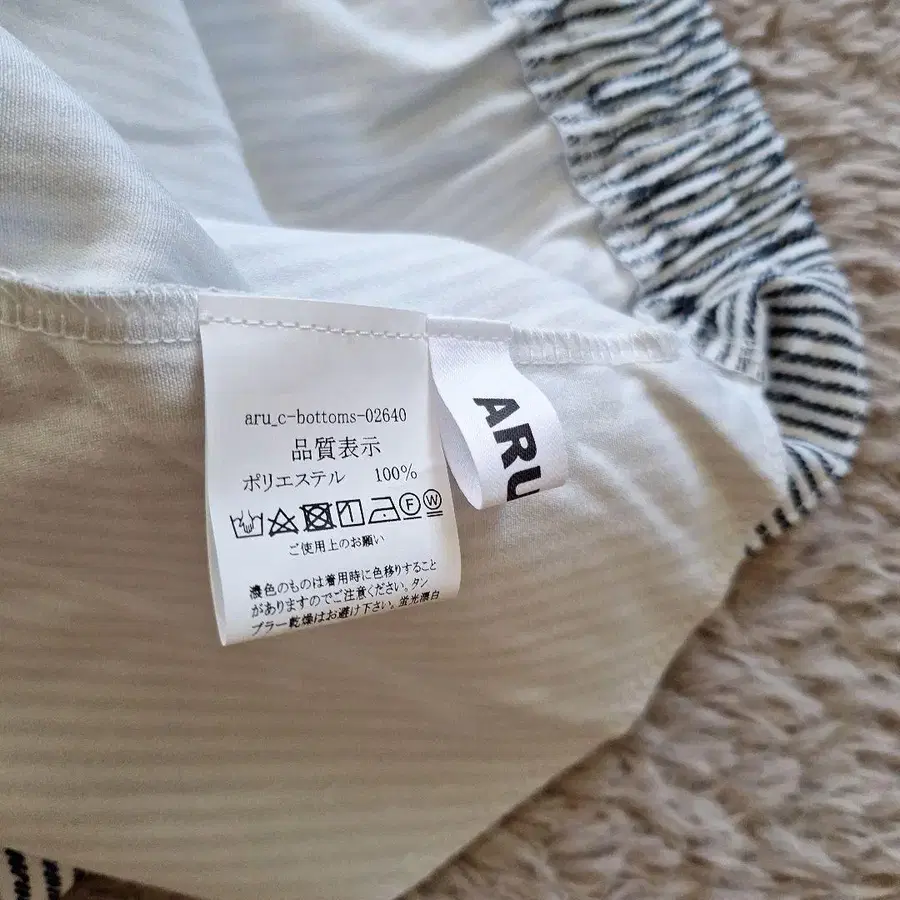 aru_c-bottoms-02640
品質表示
ポリエステル 100%
F W
ご使用上のお願い
濃色のものは着用時に色移りすること
がありますのでご注意ください。タン
ブラー乾燥はお避け下さい。蛍光漂白
ARU